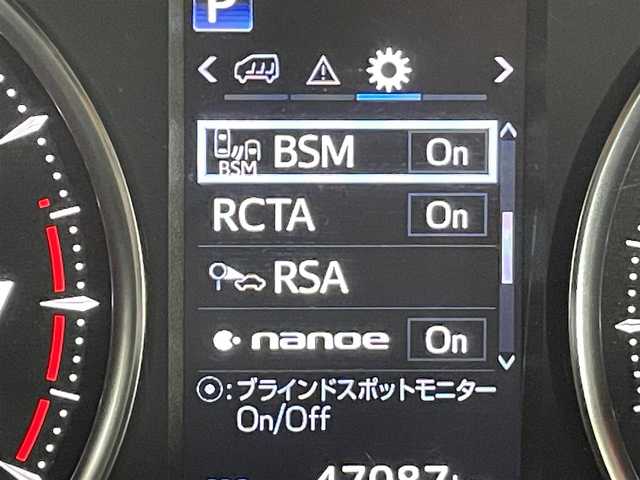 P
BSM BSM On
RCTA On
RSA
nanoe On
⦿:ブラインドスポットモニター
On/Off
47087